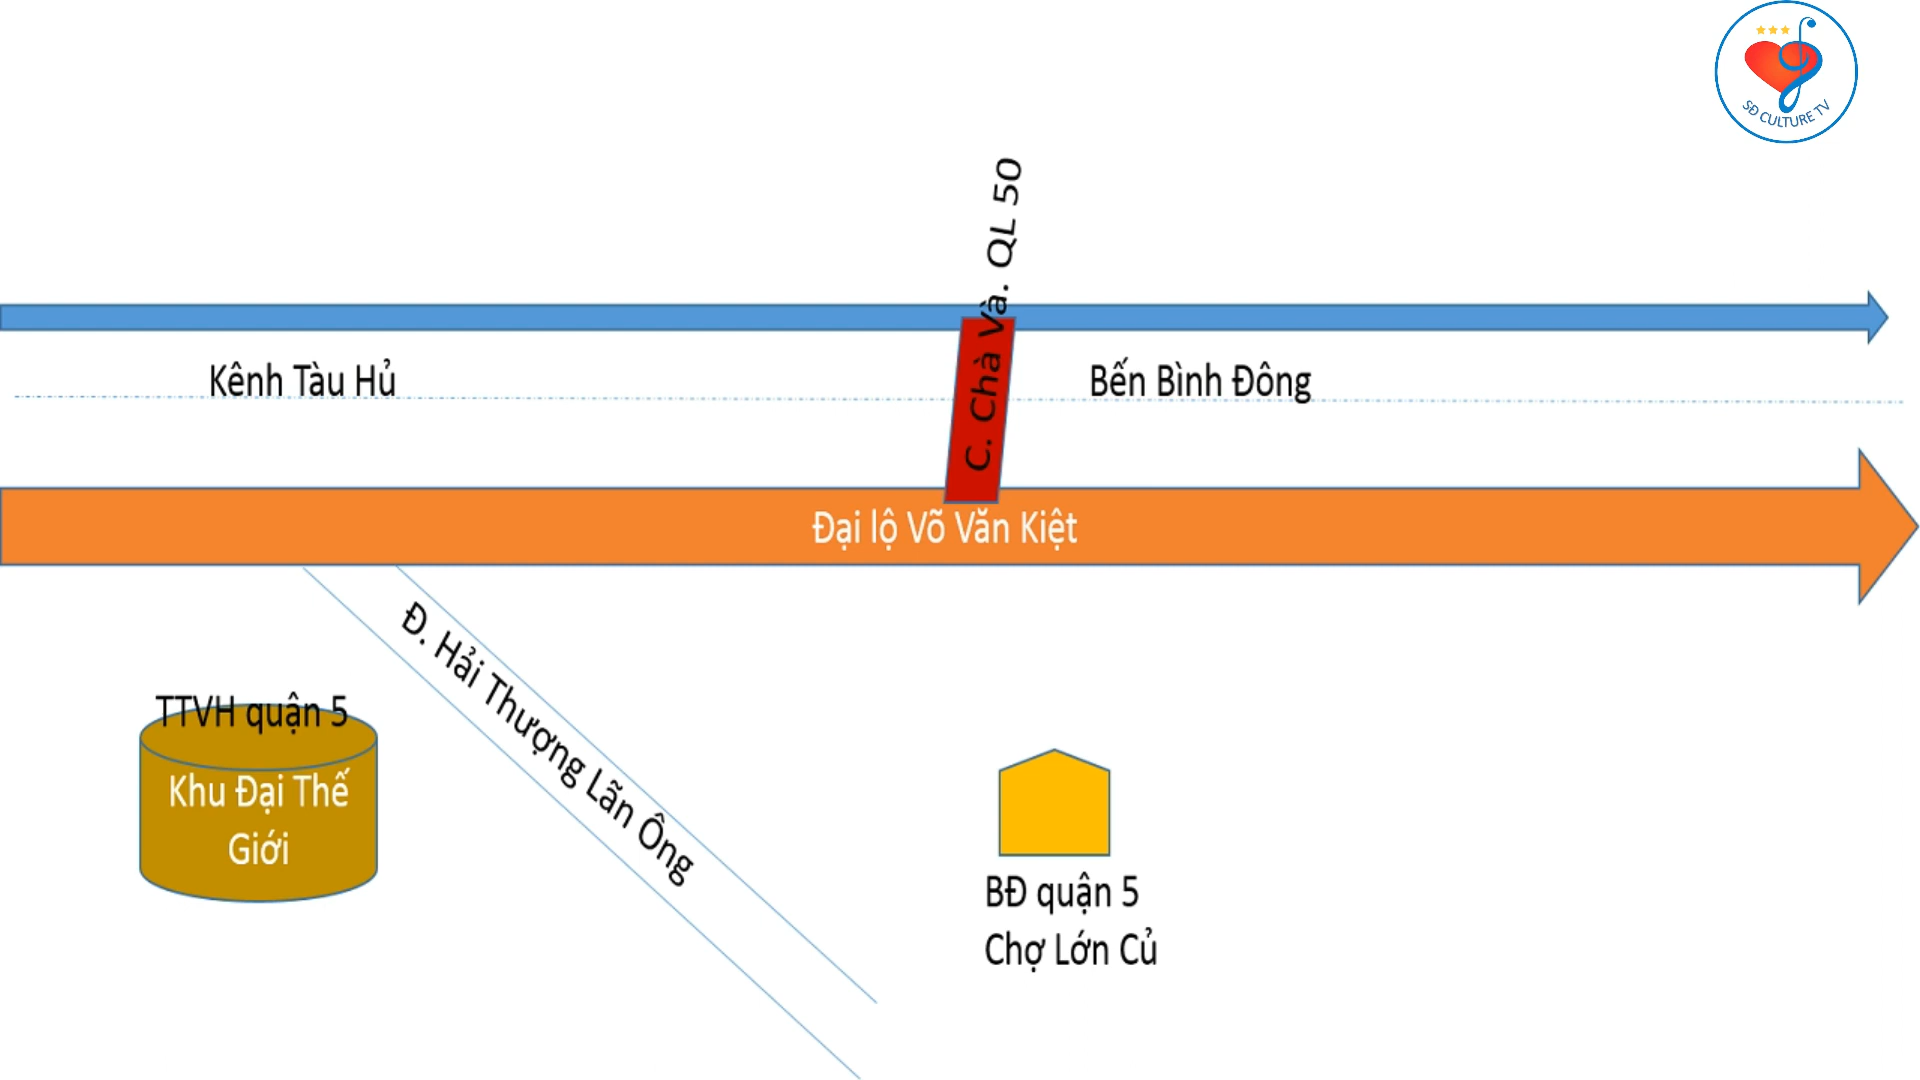 SĐ CULTURE TV
C. Chà Và. QL 50
Kênh Tàu Hủ
Bến Bình Đông
Đại lộ Võ Văn Kiệt
Đ. Hải Thượng Lãn Ông
TTVH quận 5
Khu Đại Thế
Giới
BĐ quận 5
Chợ Lớn Củ